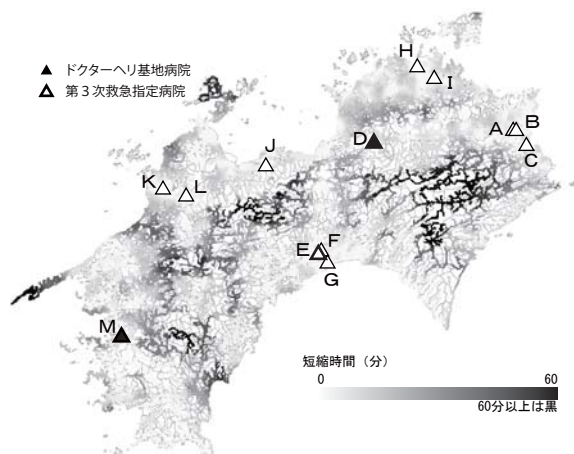 ▲ ドクターヘリ基地病院
△ 第3次救急指定病院
H
I
A B
C
D
J
K L
E F
G
M
短縮時間(分)
0 60
60分以上は黒